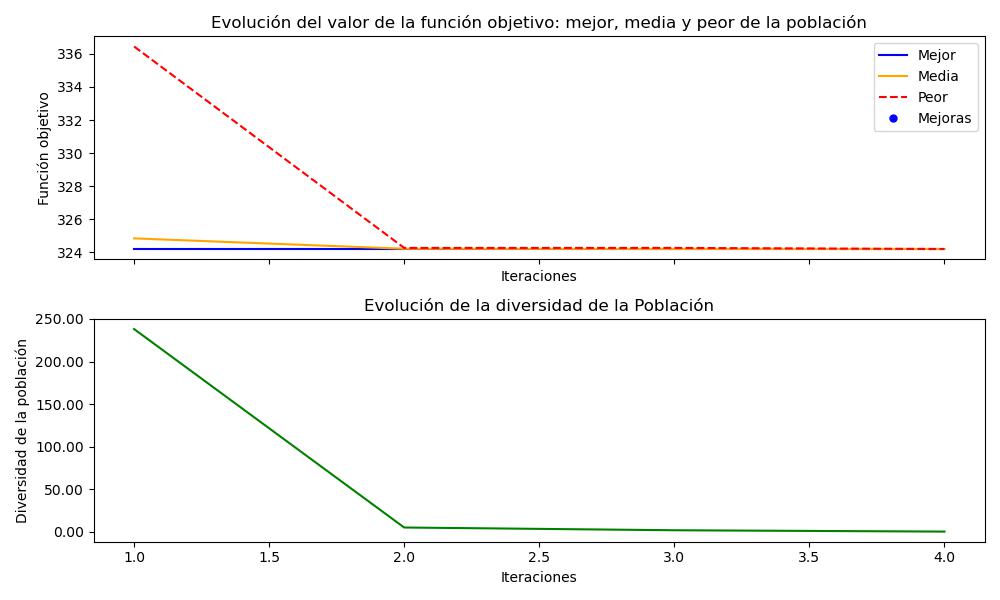 Evolución del valor de la función objetivo: mejor, media y peor de la población
Función objetivo
336
334
332
330
328
326
324
Mejor
Media
Peor
Mejoras
Iteraciones
Evolución de la diversidad de la Población
Diversidad de la población
250.00
200.00
150.00
100.00
50.00
0.00
1.0 1.5 2.0 2.5 3.0 3.5 4.0
Iteraciones